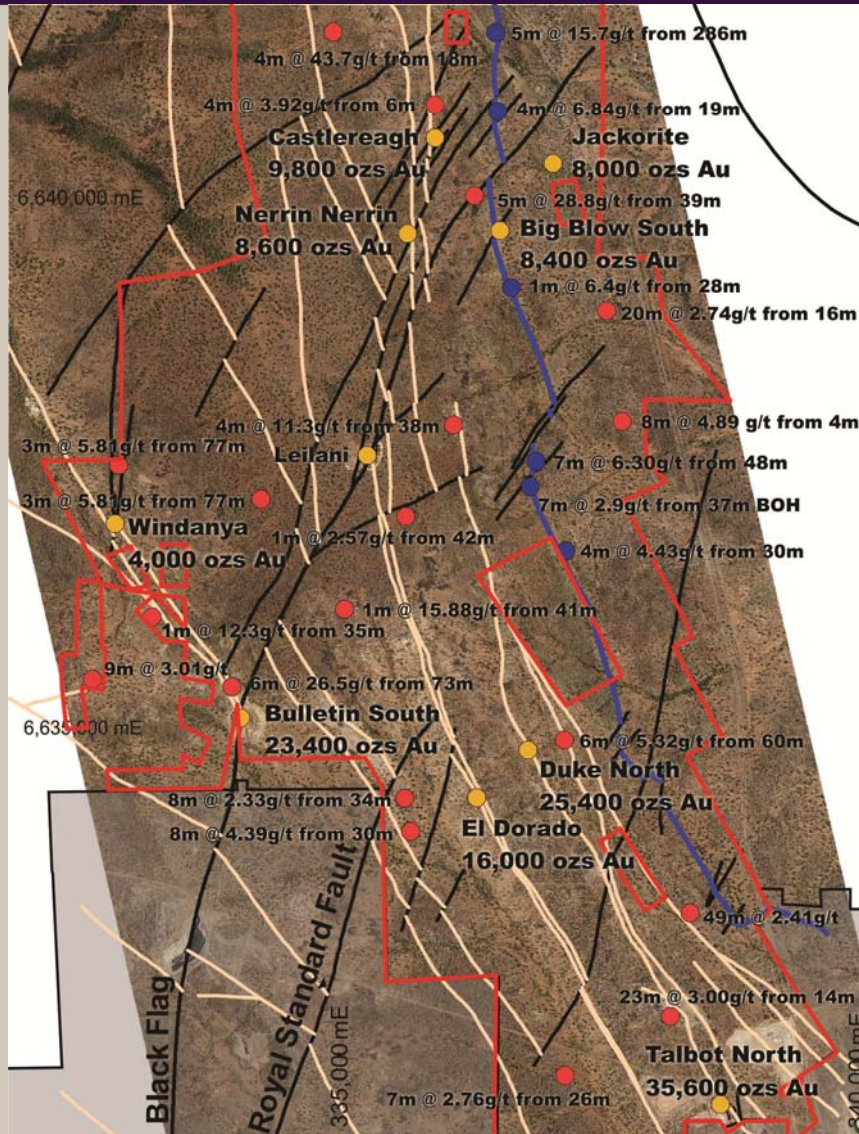 5m @ 15.7g/t from 286m
4m @ 43.7g/t from 18m
4m @ 3.92g/t from 6m
4m @ 6.84g/t from 19m
Castlereagh
9,800 ozs Au
Jackorite
8,000 ozs Au
6,640,000 mE
5m @ 28.8g/t from 39m
Nerrin Nerrin
8,600 ozs Au
Big Blow South
8,400 ozs Au
1m @ 6.4g/t from 28m
20m @ 2.74g/t from 16m
4m @ 11.3g/t from 38m
8m @ 4.89 g/t from 4m
3m @ 5.81g/t from 77m
Leilani
7m @ 6.30g/t from 48m
3m @ 5.81g/t from 77m
7m @ 2.9g/t from 37m BOH
Windanya
4,000 ozs Au
1m @ 2.57g/t from 42m
4m @ 4.43g/t from 30m
1m @ 15.88g/t from 41m
1m @ 12.3g/t from 35m
9m @ 3.01g/t
6m @ 26.5g/t from 73m
6,635,000 mE
Bulletin South
23,400 ozs Au
6m @ 5.32g/t from 60m
Duke North
25,400 ozs Au
8m @ 2.33g/t from 34m
8m @ 4.39g/t from 30m
El Dorado
16,000 ozs Au
49m @ 2.41g/t
23m @ 3.00g/t from 14m
Black Flag
Royal Standard Fault
335,000 mE
Talbot North
35,600 ozs Au
340,000 mE
7m @ 2.76g/t from 26m